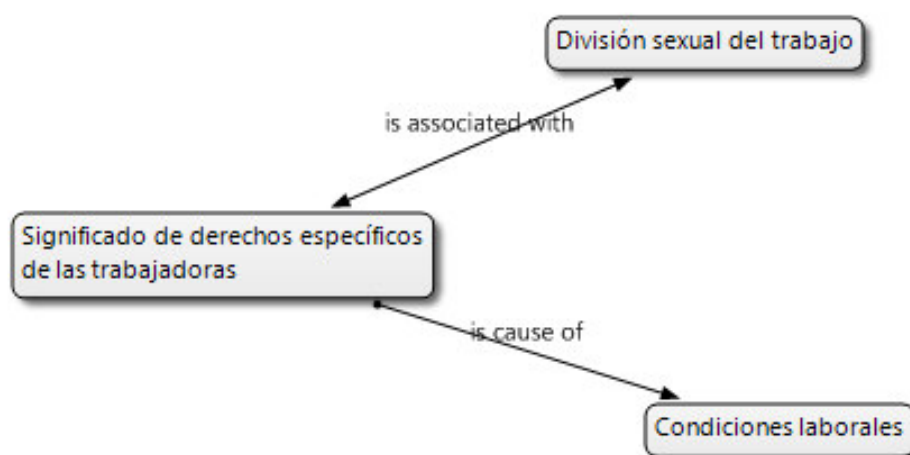 División sexual del trabajo
is associated with
Significado de derechos específicos
de las trabajadoras
is cause of
Condiciones laborales